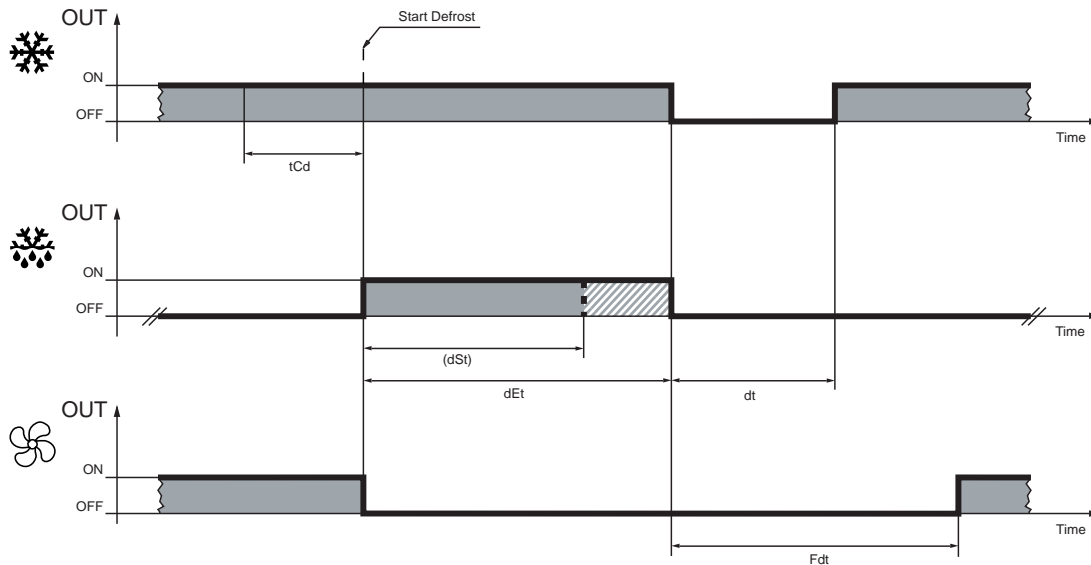 OUT
Start Defrost
ON
OFF
Time
tCd
OUT
ON
OFF
Time
(dSt)
dEt
dt
OUT
ON
OFF
Time
Fdt